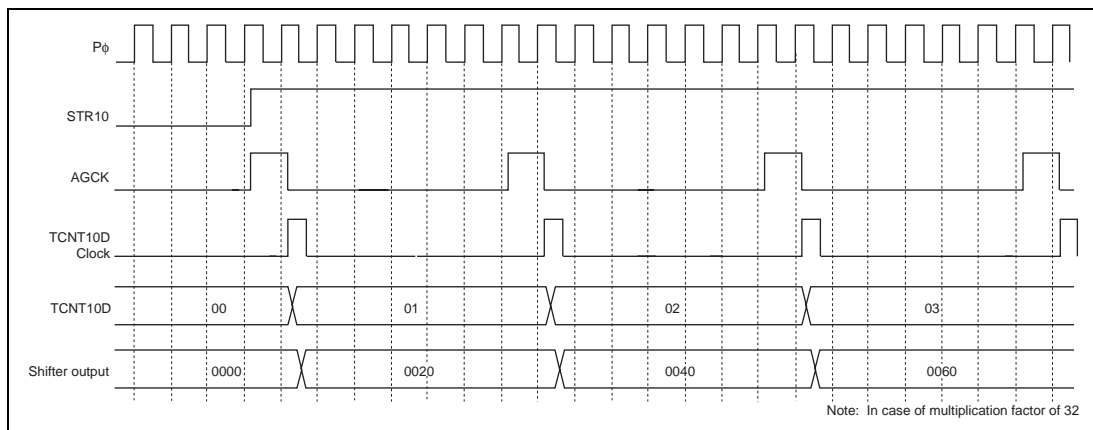 Pϕ
STR10
AGCK
TCNT10D
Clock
TCNT10D 00 01 02 03
Shifter output 0000 0020 0040 0060
Note: In case of multiplication factor of 32